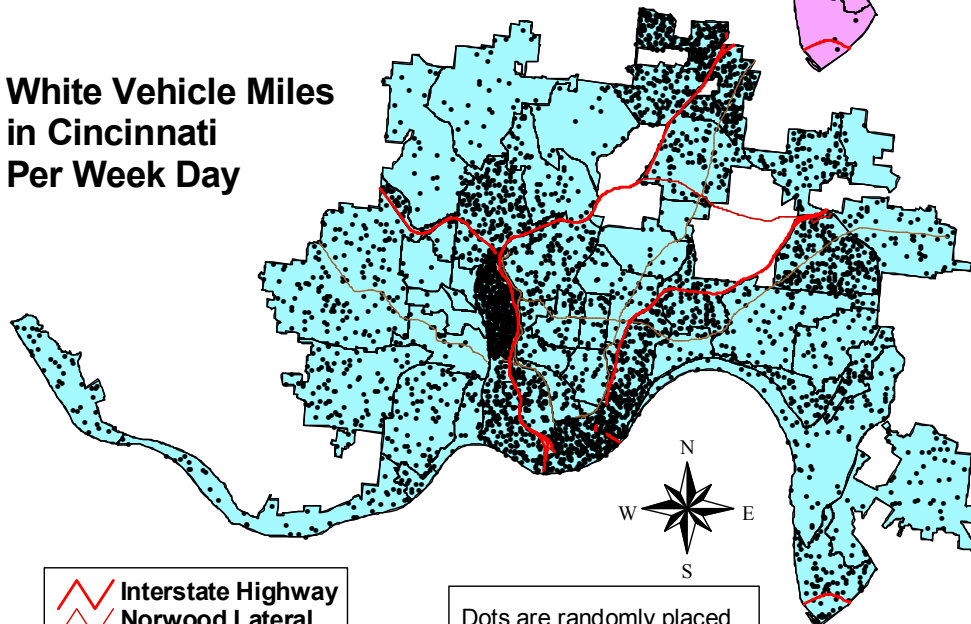 White Vehicle Miles
in Cincinnati
Per Week Day
N
W
E
S
Interstate Highway
Norwood Lateral
Dots are randomly placed